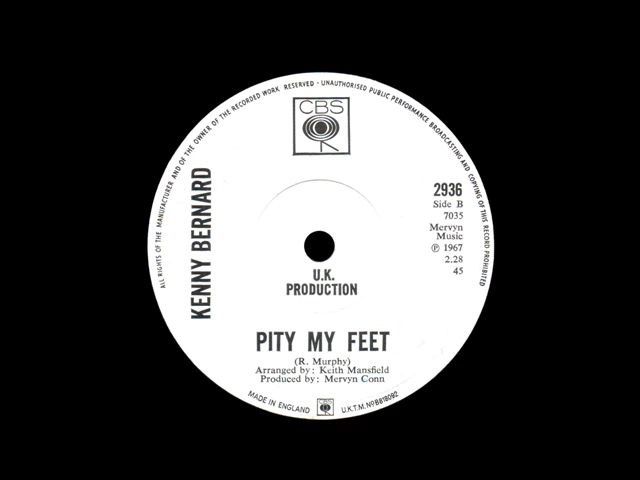 ALL RIGHTS OF THE MANUFACTURER AND OF THE OWNER OF THE RECORDED WORK RESERVED - UNAUTHORISED PUBLIC PERFORMANCE BROADCASTING AND COPYING OF THIS RECORD PROHIBITED
CBS
KENNY BERNARD
2936
Side B
7035
Mervyn
Music
℗ 1967
2.28
45
U.K.
PRODUCTION
PITY MY FEET
(R. Murphy)
Arranged by: Keith Mansfield
Produced by: Mervyn Conn
MADE IN ENGLAND
CBS
U.K.T.M. No B818092